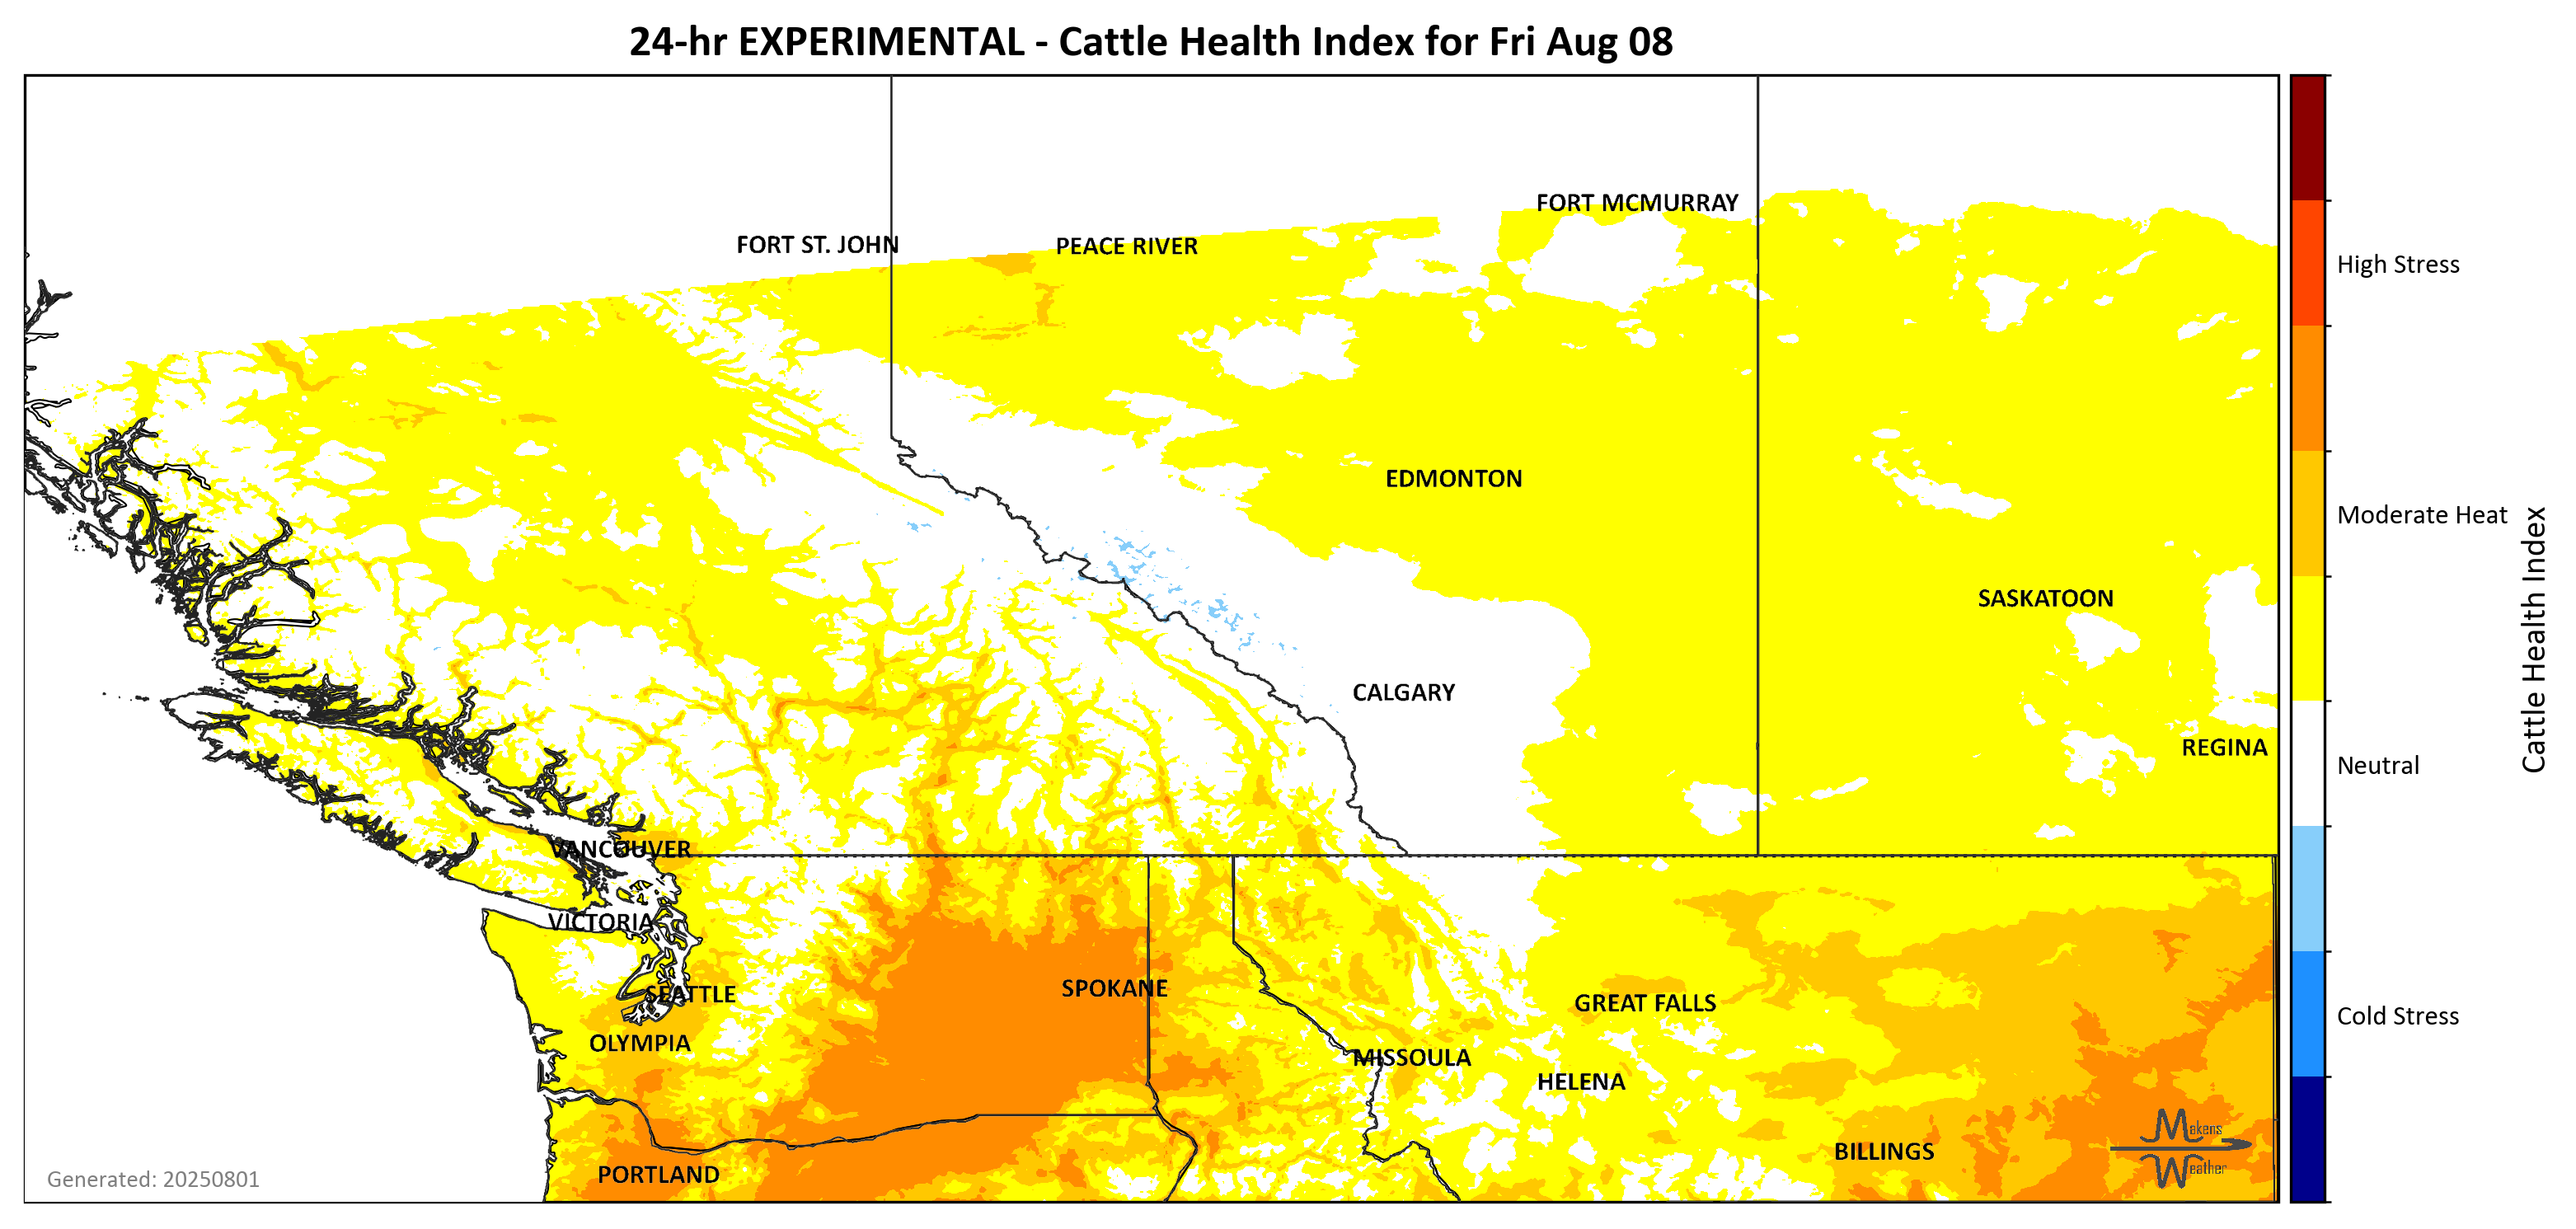 24-hr EXPERIMENTAL - Cattle Health Index for Fri Aug 08
FORT MCMURRAY
FORT ST. JOHN
PEACE RIVER
High Stress
EDMONTON
Moderate Heat
SASKATOON
Cattle Health Index
CALGARY
REGINA
Neutral
VANCOUVER
VICTORIA
SPOKANE
SEATTLE
GREAT FALLS
Cold Stress
OLYMPIA
MISSOULA
HELENA
Makens
BILLINGS
Weather
PORTLAND
Generated: 20250801